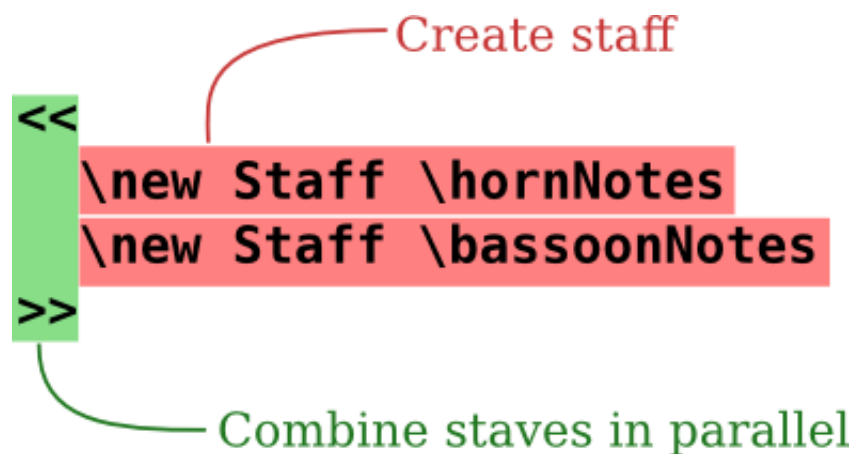 Create staff
<<
\new Staff \hornNotes
\new Staff \bassoonNotes
>>
Combine staves in parallel